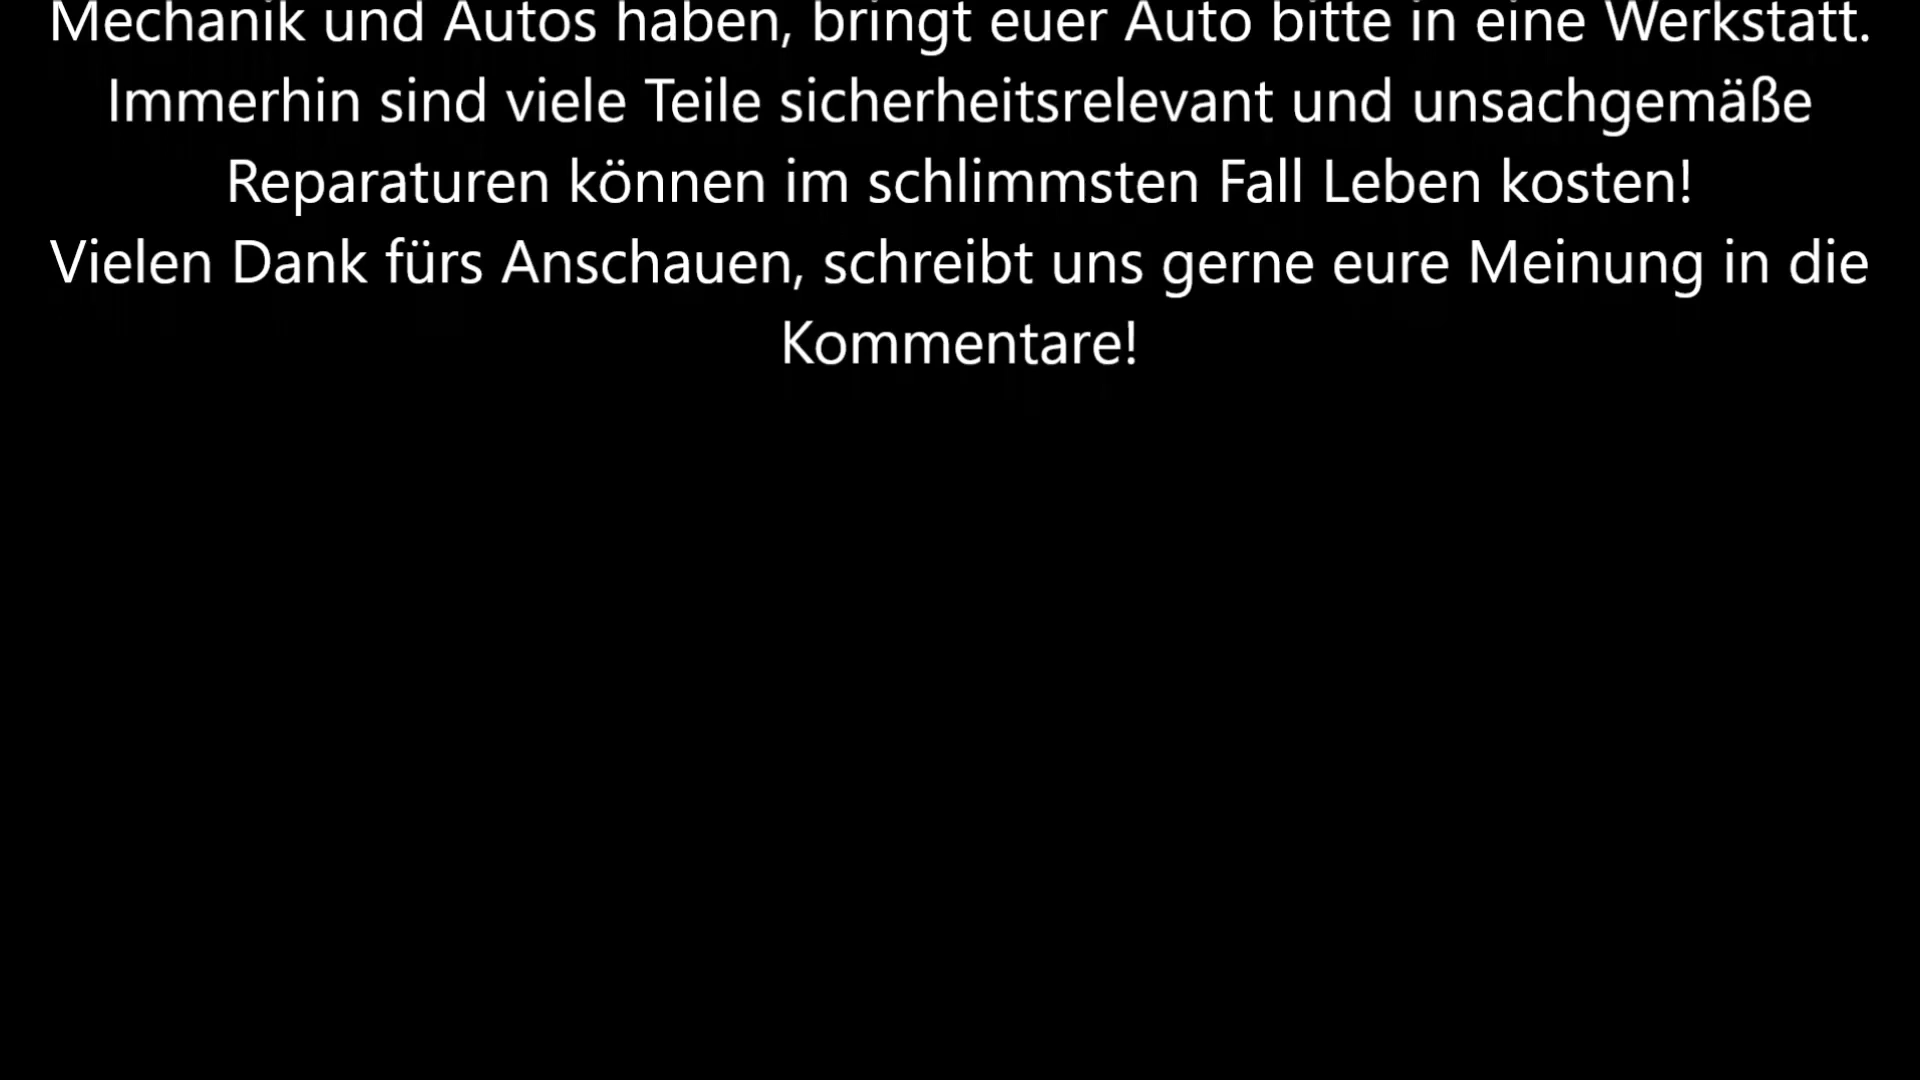 Mechanik und Autos haben, bringt euer Auto bitte in eine Werkstatt.
Immerhin sind viele Teile sicherheitsrelevant und unsachgemäße
Reparaturen können im schlimmsten Fall Leben kosten!
Vielen Dank fürs Anschauen, schreibt uns gerne eure Meinung in die
Kommentare!